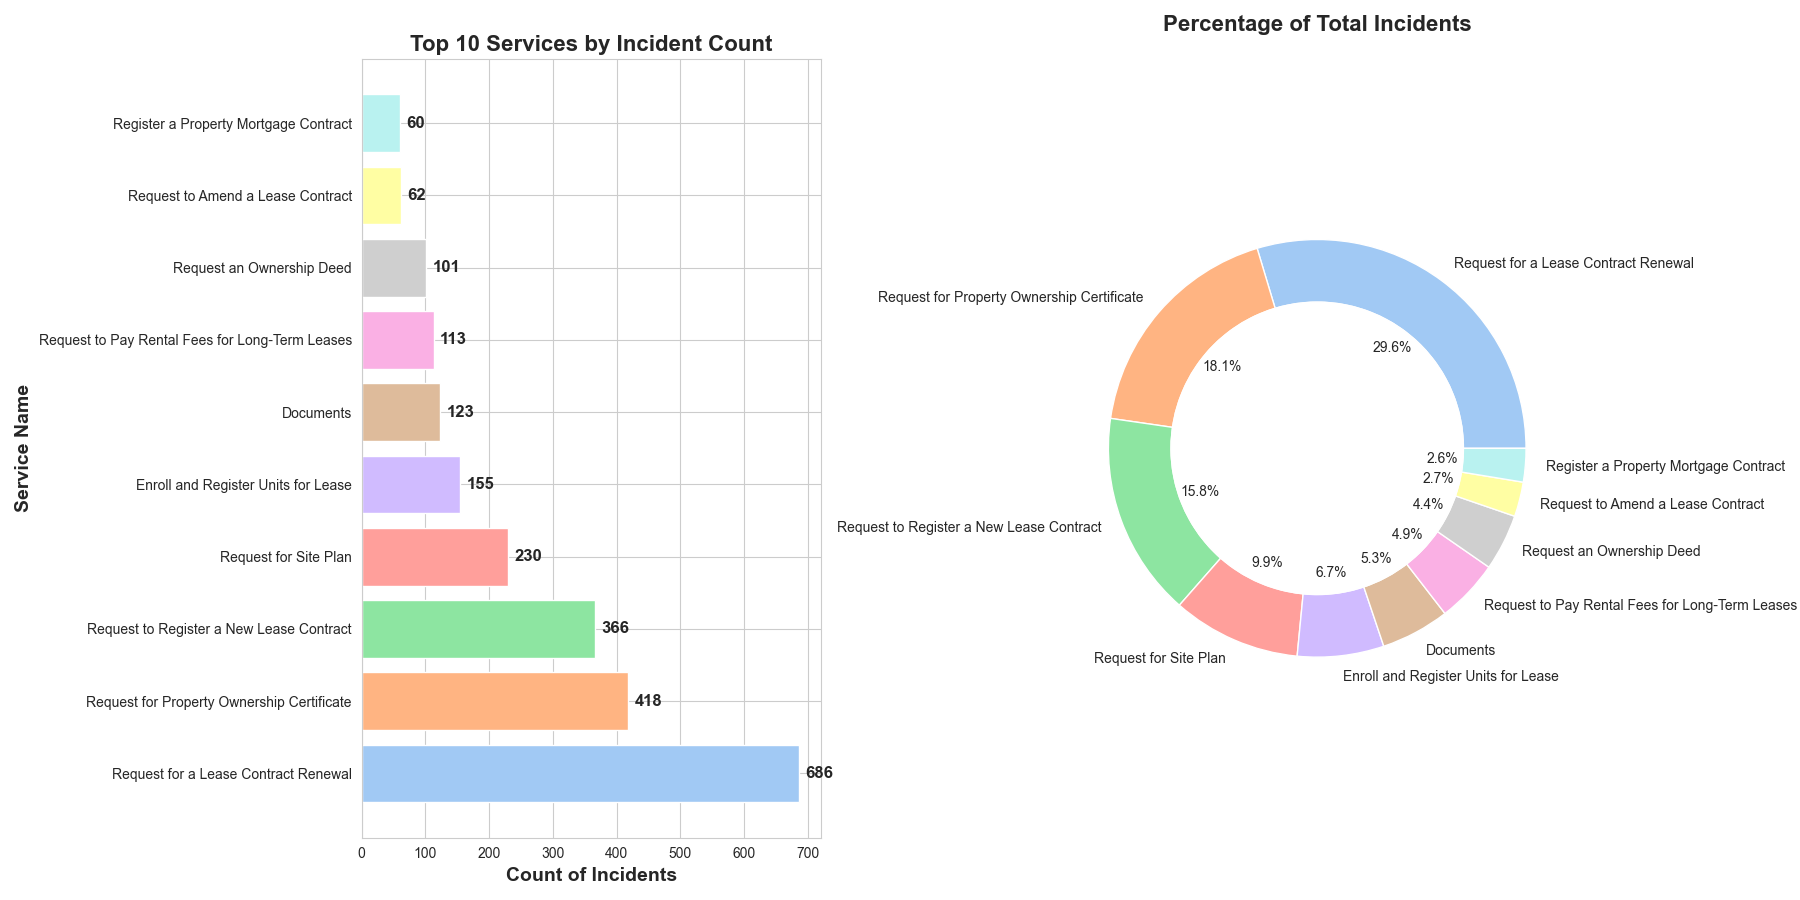 Top 10 Services by Incident Count
Service Name
Register a Property Mortgage Contract
60
Request to Amend a Lease Contract
62
Request an Ownership Deed
101
Request to Pay Rental Fees for Long-Term Leases
113
Documents
123
Enroll and Register Units for Lease
155
Request for Site Plan
230
Request to Register a New Lease Contract
366
Request for Property Ownership Certificate
418
Request for a Lease Contract Renewal
686
0 100 200 300 400 500 600 700
Count of Incidents
Percentage of Total Incidents
Request for a Lease Contract Renewal
29.6%
Request for Property Ownership Certificate
18.1%
Request to Register a New Lease Contract
15.8%
Request for Site Plan
9.9%
Enroll and Register Units for Lease
6.7%
Documents
5.3%
Request to Pay Rental Fees for Long-Term Leases
4.9%
Request an Ownership Deed
4.4%
Request to Amend a Lease Contract
2.7%
Register a Property Mortgage Contract
2.6%